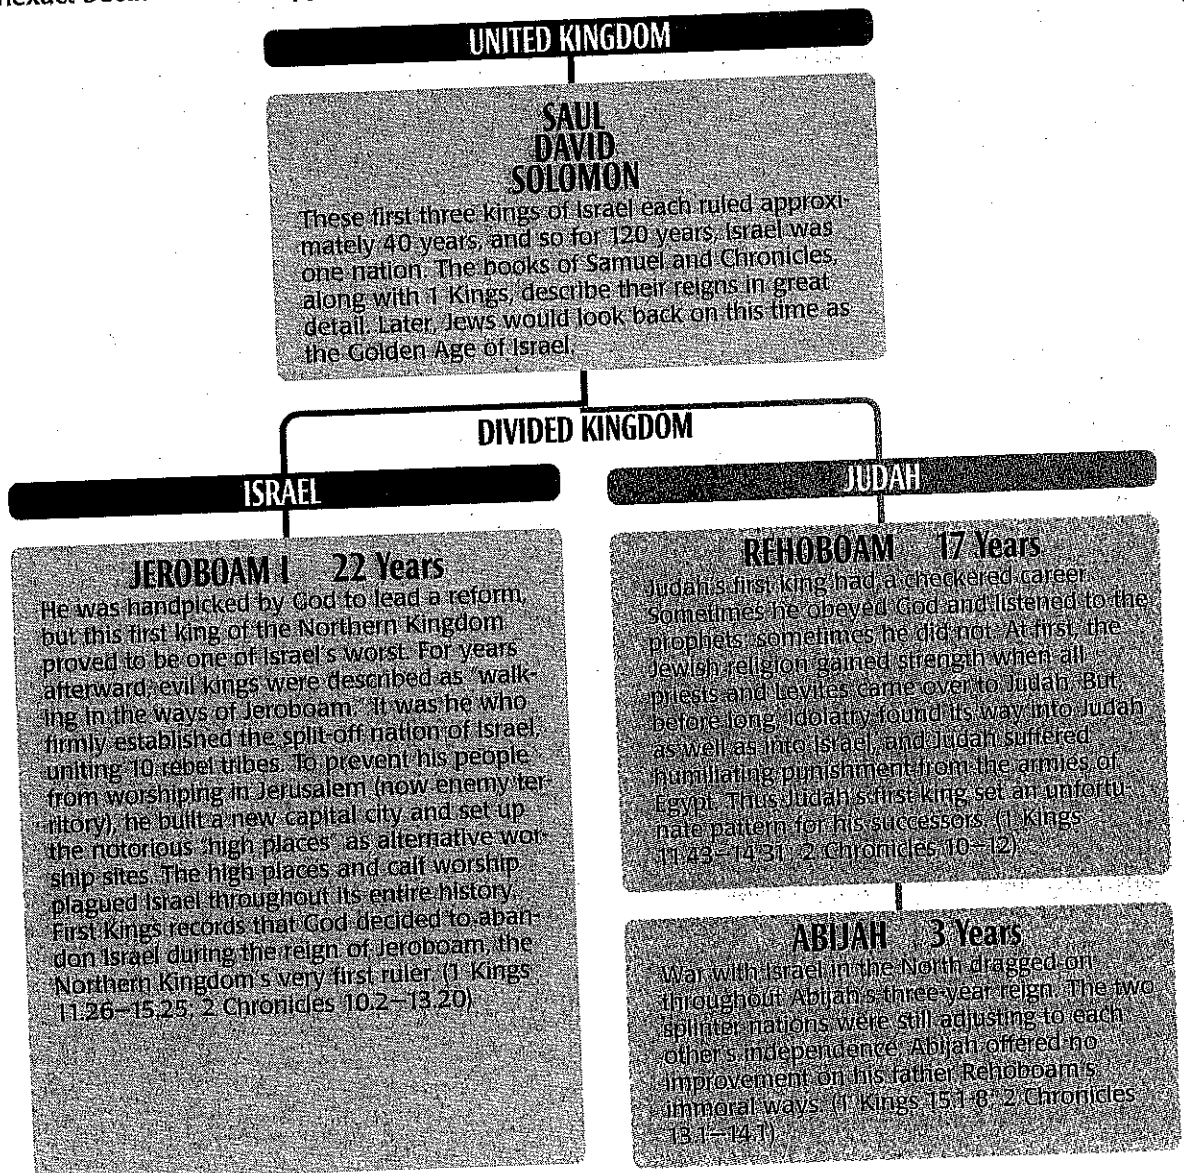 UNITED KINGDOM
SAUL
DAVID
SOLOMON
These first three kings of Israel each ruled approxi-
mately 40 years, and so for 120 years, Israel was
one nation. The books of Samuel and Chronicles,
along with 1 Kings, describe their reigns in great
detail. Later, Jews would look back on this time as
the Golden Age of Israel.
DIVIDED KINGDOM
ISRAEL
JEROBOAM I 22 Years
He was handpicked by God to lead a reform,
but this first king of the Northern Kingdom
proved to be one of Israel's worst. For years
afterward, evil kings were described as "walk-
ing in the ways of Jeroboam." It was he who
firmly established the split-off nation of Israel,
uniting 10 rebel tribes. To prevent his people
from worshiping in Jerusalem (now enemy ter-
ritory), he built a new capital city and set up
the notorious "high places" as alternative wor-
ship sites. The high places and calf worship
plagued Israel throughout its entire history.
First Kings records that God decided to aban-
don Israel during the reign of Jeroboam, the
Northern Kingdom's very first ruler. (1 Kings
11.26–15.25; 2 Chronicles 10.2–13.20)
JUDAH
REHOBOAM 17 Years
Judah's first king had a checkered career.
Sometimes he obeyed God and listened to the
prophets; sometimes he did not. At first, the
Jewish religion gained strength when all
priests and Levites came over to Judah. But
before long, idolatry found its way into Judah
as well as into Israel, and Judah suffered
humiliating punishment from the armies of
Egypt. Thus Judah's first king set an unfortu-
nate pattern for his successors. (1 Kings
11.43–14.31; 2 Chronicles 10–12)
ABIJAH 3 Years
War with Israel in the North dragged on
throughout Abijah's three-year reign. The two
splinter nations were still adjusting to each
other's independence. Abijah offered no
improvement on his father Rehoboam's
immoral ways. (1 Kings 15.1-8; 2 Chronicles
13.1–14.1)